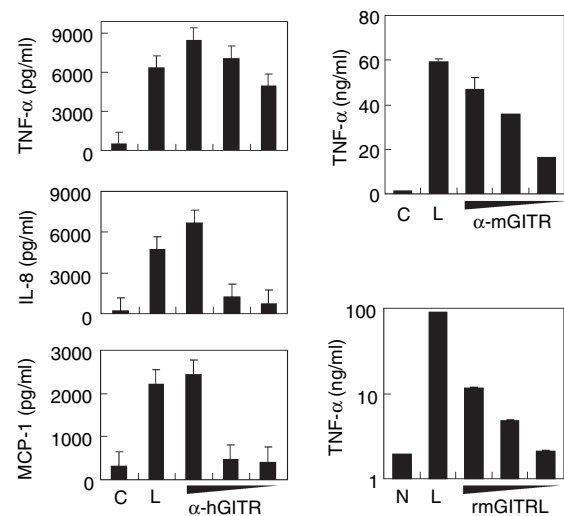 TNF-α (pg/ml)
9000
6000
3000
0
IL-8 (pg/ml)
9000
6000
3000
0
MCP-1 (pg/ml)
3000
2000
1000
0
C L α-hGITR
TNF-α (ng/ml)
80
60
40
20
0
C L α-mGITR
TNF-α (ng/ml)
100
10
1
N L rmGITRL